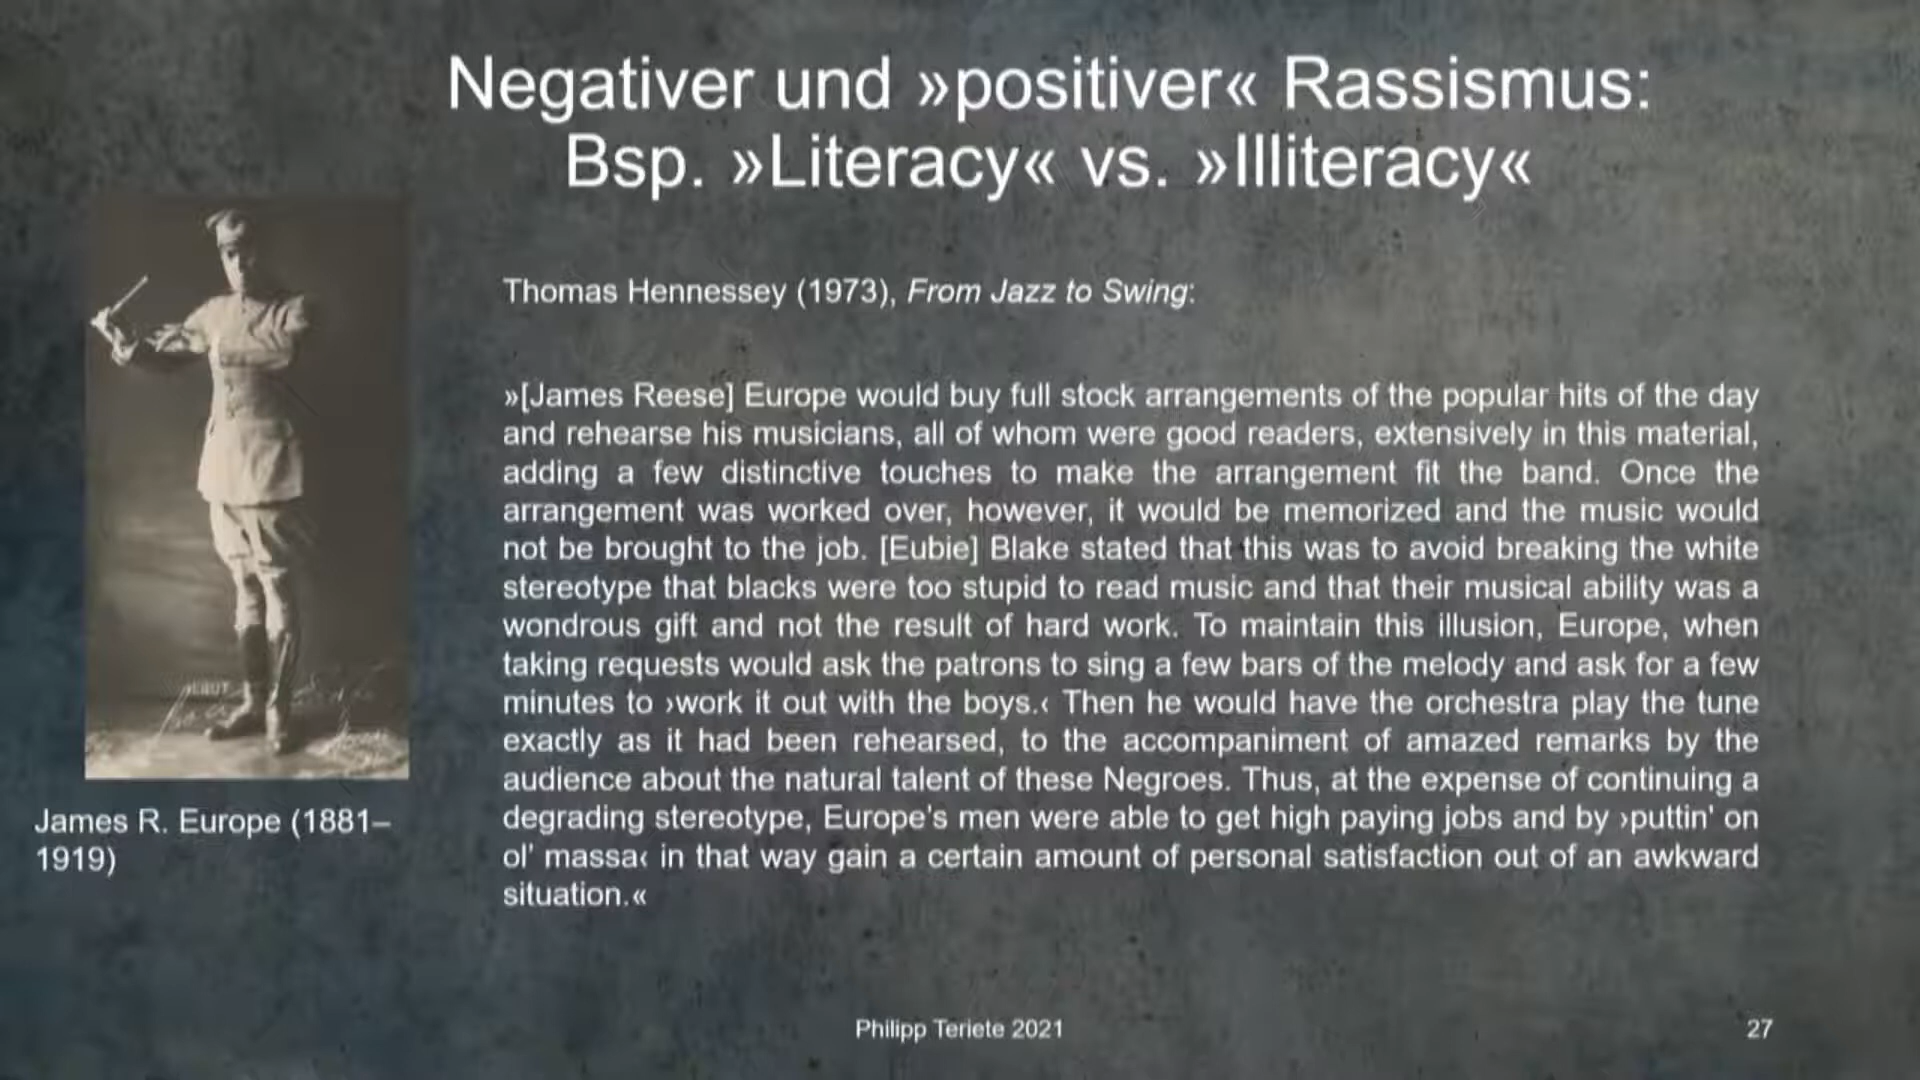 Negativer und »positiver« Rassismus:
Bsp. »Literacy« vs. »Illiteracy«
Thomas Hennessey (1973), From Jazz to Swing:
»[James Reese] Europe would buy full stock arrangements of the popular hits of the day
and rehearse his musicians, all of whom were good readers, extensively in this material,
adding a few distinctive touches to make the arrangement fit the band. Once the
arrangement was worked over, however, it would be memorized and the music would
not be brought to the job. [Eubie] Blake stated that this was to avoid breaking the white
stereotype that blacks were too stupid to read music and that their musical ability was a
wondrous gift and not the result of hard work. To maintain this illusion, Europe, when
taking requests would ask the patrons to sing a few bars of the melody and ask for a few
minutes to ›work it out with the boys.‹ Then he would have the orchestra play the tune
exactly as it had been rehearsed, to the accompaniment of amazed remarks by the
audience about the natural talent of these Negroes. Thus, at the expense of continuing a
degrading stereotype, Europe's men were able to get high paying jobs and by ›puttin' on
ol' massa‹ in that way gain a certain amount of personal satisfaction out of an awkward
situation.«
James R. Europe (1881–
1919)
Philipp Teriete 2021
27